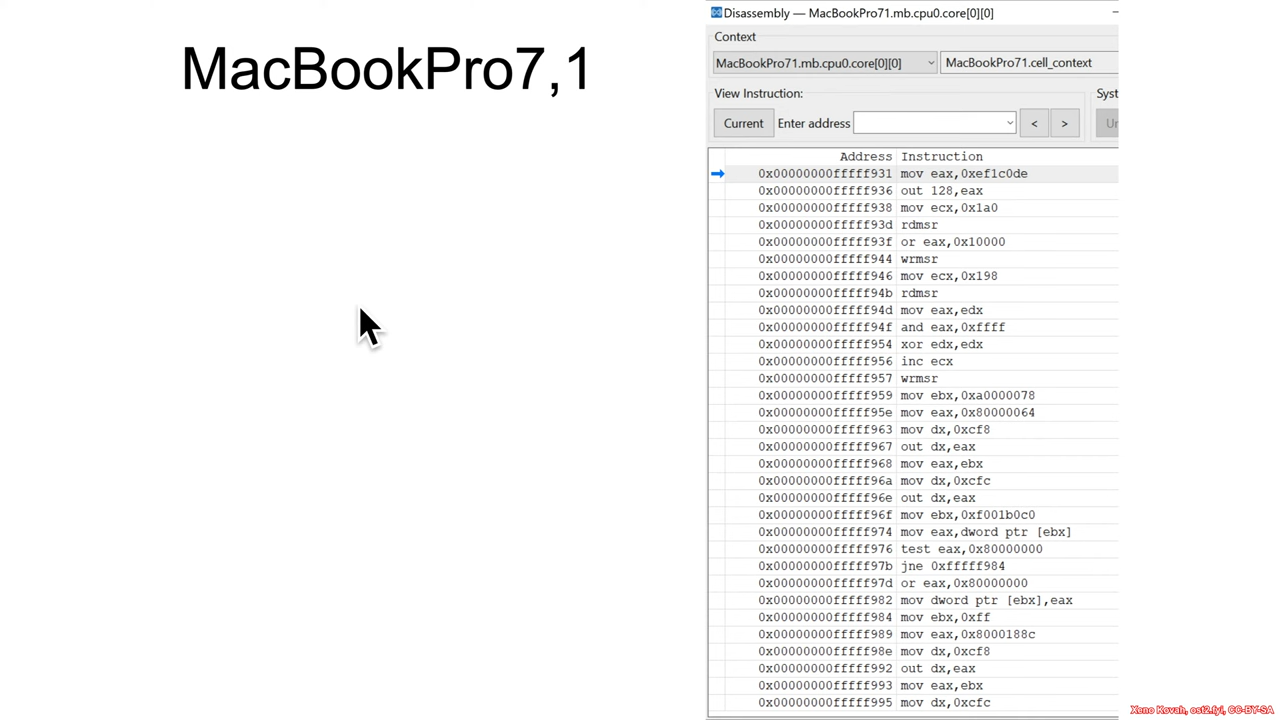 MacBookPro7,1
Disassembly — MacBookPro71.mb.cpu0.core[0][0]
Context
MacBookPro71.mb.cpu0.core[0][0] MacBookPro71.cell_context
View Instruction: Syst
Current Enter address < > Un
Address Instruction
0x00000000fffff931 mov eax,0xef1c0de
0x00000000fffff936 out 128,eax
0x00000000fffff938 mov ecx,0x1a0
0x00000000fffff93d rdmsr
0x00000000fffff93f or eax,0x10000
0x00000000fffff944 wrmsr
0x00000000fffff946 mov ecx,0x198
0x00000000fffff94b rdmsr
0x00000000fffff94d mov eax,edx
0x00000000fffff94f and eax,0xffff
0x00000000fffff954 xor edx,edx
0x00000000fffff956 inc ecx
0x00000000fffff957 wrmsr
0x00000000fffff959 mov ebx,0xa0000078
0x00000000fffff95e mov eax,0x80000064
0x00000000fffff963 mov dx,0xcf8
0x00000000fffff967 out dx,eax
0x00000000fffff968 mov eax,ebx
0x00000000fffff96a mov dx,0xcfc
0x00000000fffff96e out dx,eax
0x00000000fffff96f mov ebx,0xf001b0c0
0x00000000fffff974 mov eax,dword ptr [ebx]
0x00000000fffff976 test eax,0x80000000
0x00000000fffff97b jne 0xfffff984
0x00000000fffff97d or eax,0x80000000
0x00000000fffff982 mov dword ptr [ebx],eax
0x00000000fffff984 mov ebx,0xff
0x00000000fffff989 mov eax,0x8000188c
0x00000000fffff98e mov dx,0xcf8
0x00000000fffff992 out dx,eax
0x00000000fffff993 mov eax,ebx
0x00000000fffff995 mov dx,0xcfc
Xeno Kovah, ost2.fyi, CC-BY-SA